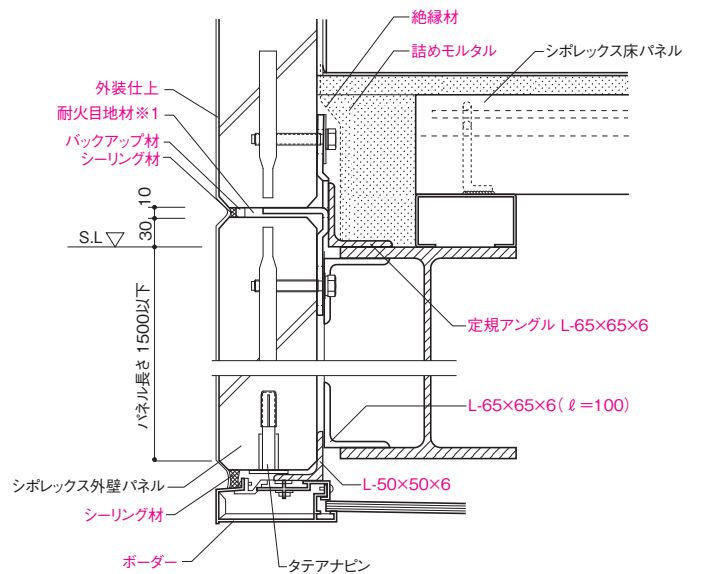 絶縁材
詰めモルタル
シポレックス床パネル
外装仕上
耐火目地材※1
バックアップ材
シーリング材
10
30
S.L
パネル長さ 1500以下
定規アングル L-65×65×6
L-65×65×6(ℓ=100)
シポレックス外壁パネル
L-50×50×6
シーリング材
ボーダー
タテアナピン